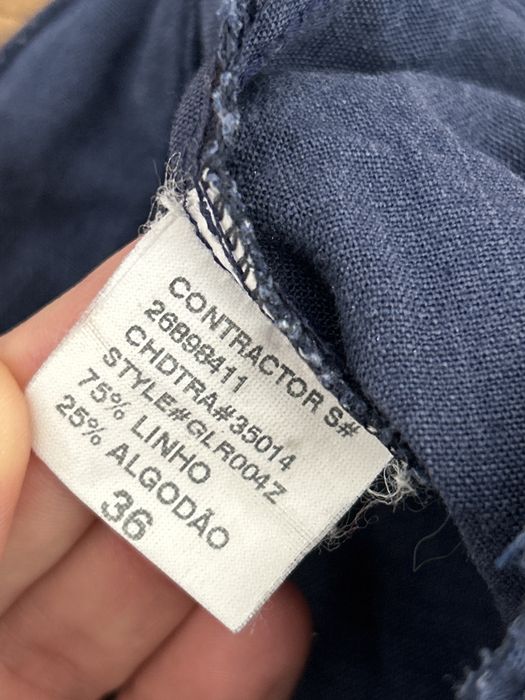 CONTRACTOR S#
26898411
CHDTRA#35014
STYLE#GLR004Z
75% LINHO
25% ALGODÃO
36